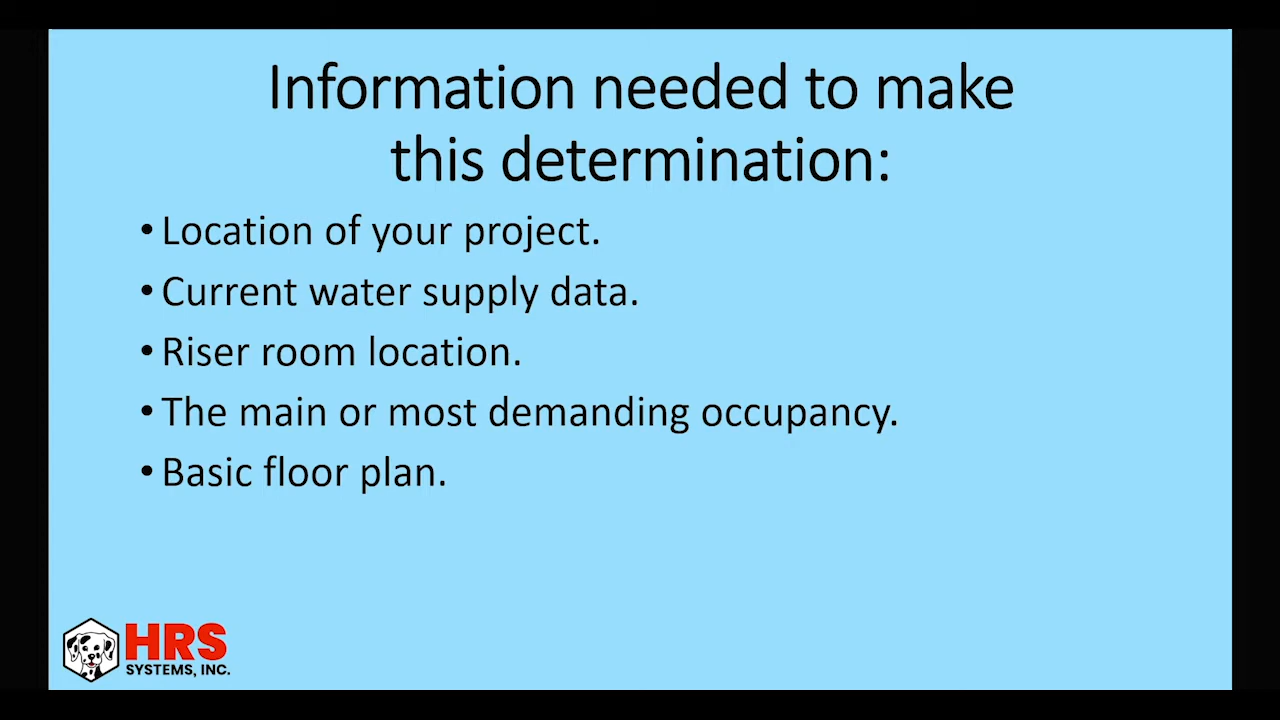 Information needed to make
this determination:
• Location of your project.
• Current water supply data.
• Riser room location.
• The main or most demanding occupancy.
• Basic floor plan.
HRS
SYSTEMS, INC.